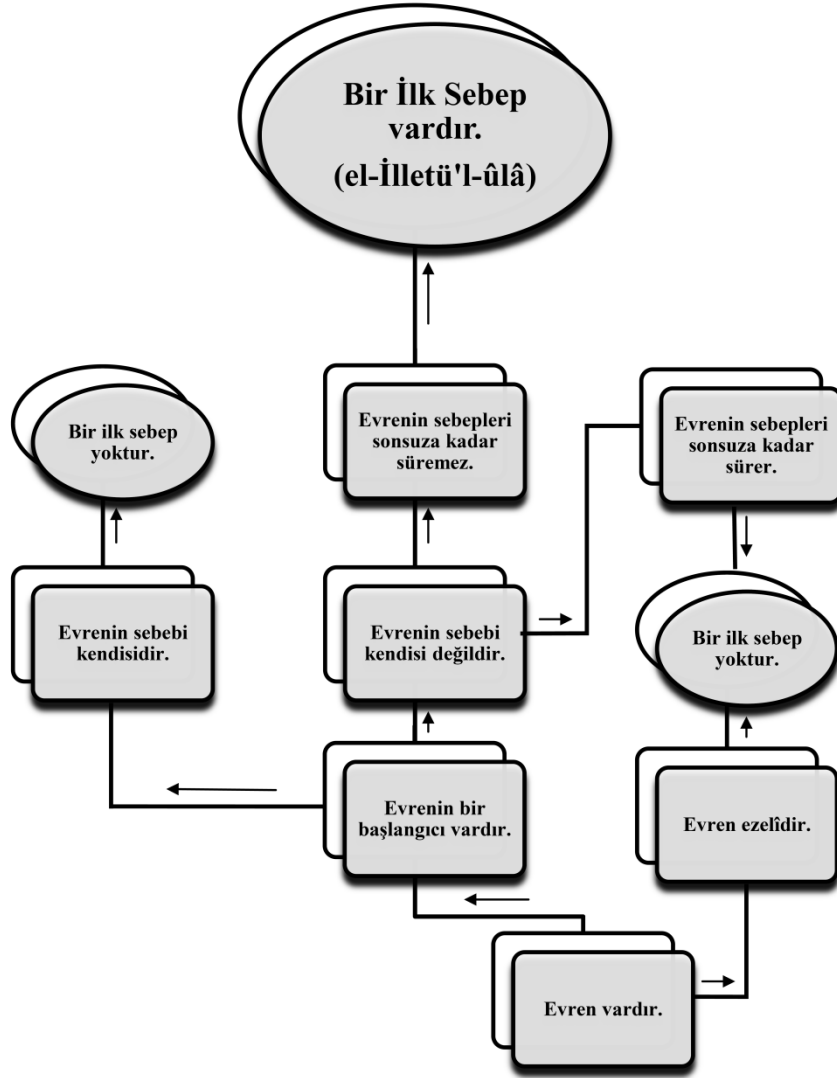 Bir İlk Sebep
vardır.
(el-İlletü'l-ûlâ)
Evrenin sebepleri
sonsuza kadar
süremez.
Evrenin sebepleri
sonsuza kadar
sürer.
Bir ilk sebep
yoktur.
Evrenin sebebi
kendisidir.
Evrenin sebebi
kendisi değildir.
Bir ilk sebep
yoktur.
Evrenin bir
başlangıcı vardır.
Evren ezelîdir.
Evren vardır.